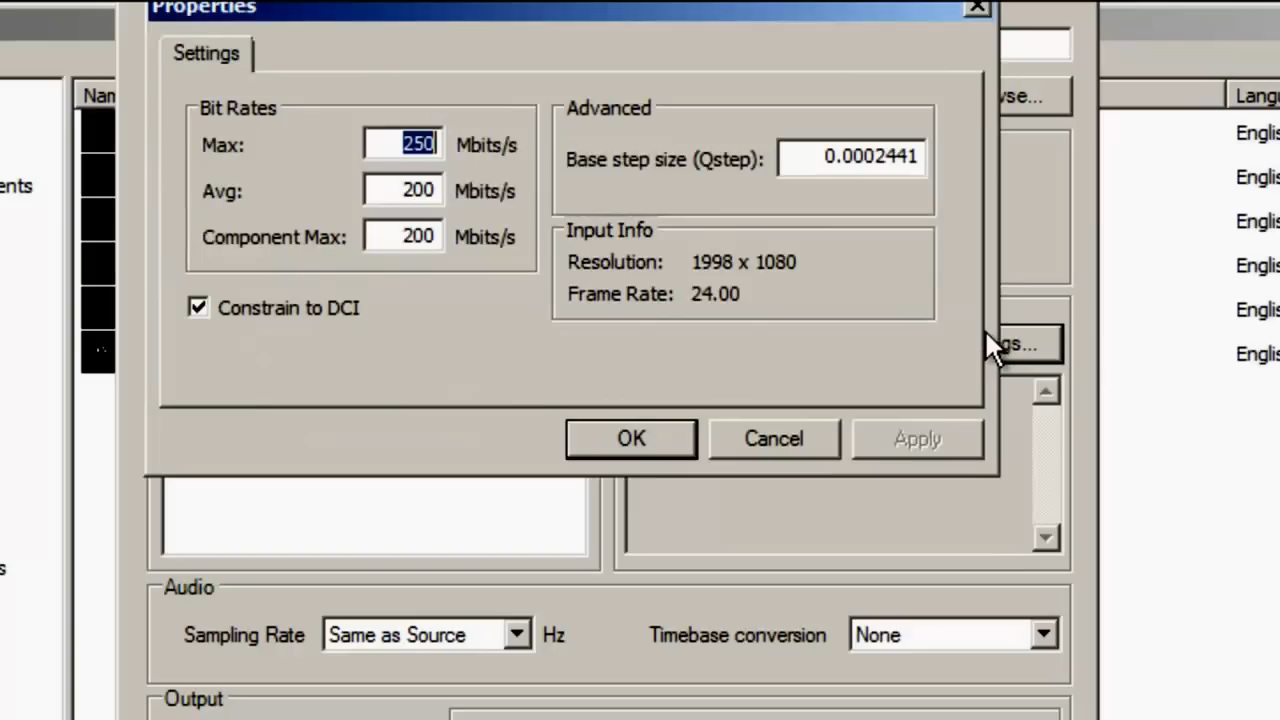 Properties
Settings
Bit Rates
Max: 250 Mbits/s
Avg: 200 Mbits/s
Component Max: 200 Mbits/s
Constrain to DCI
Advanced
Base step size (Qstep): 0.0002441
Input Info
Resolution: 1998 x 1080
Frame Rate: 24.00
OK Cancel Apply
Audio
Sampling Rate Same as Source Hz Timebase conversion None
Output